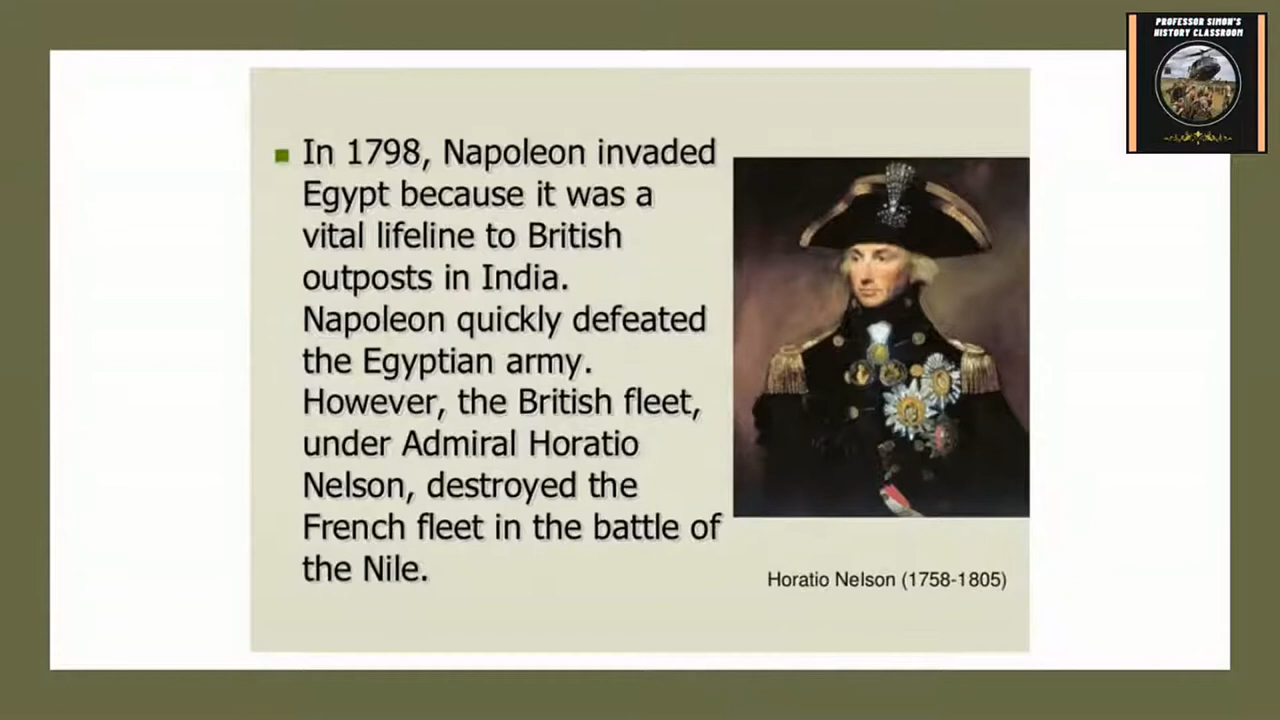 PROFESSOR SIMON'S
HISTORY CLASSROOM
In 1798, Napoleon invaded
Egypt because it was a
vital lifeline to British
outposts in India.
Napoleon quickly defeated
the Egyptian army.
However, the British fleet,
under Admiral Horatio
Nelson, destroyed the
French fleet in the battle of
the Nile.
Horatio Nelson (1758-1805)